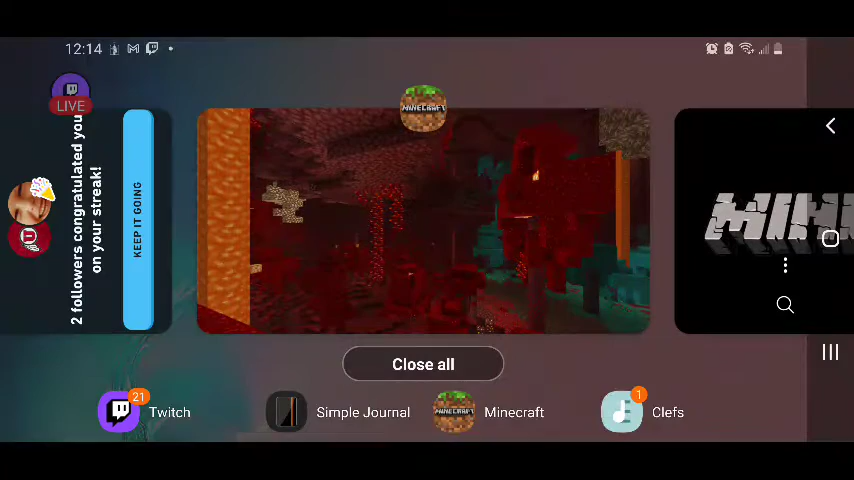 12:14
LIVE
MINECRAFT
2 followers congratulated you
on your streak!
KEEP IT GOING
Close all
21
Twitch
Simple Journal
MINECRAFT
Minecraft
1
Clefs